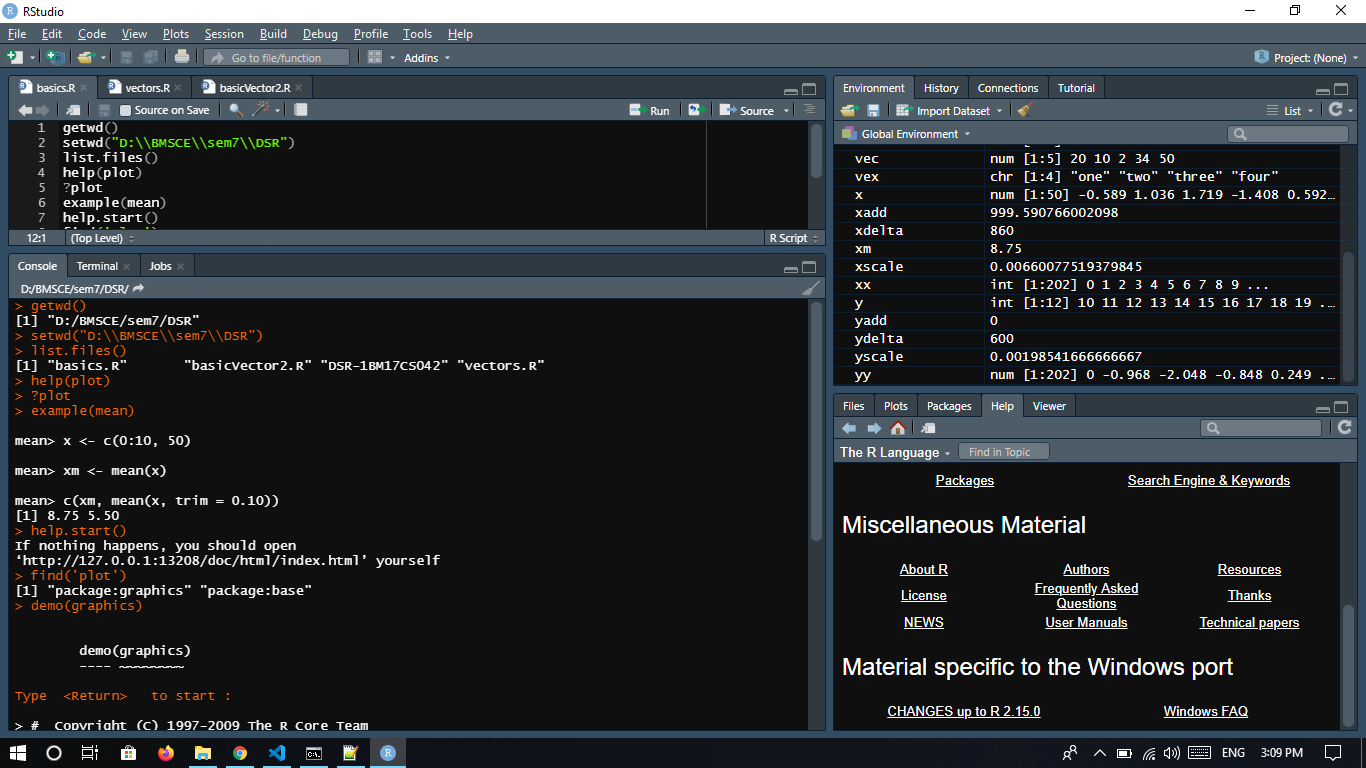 RStudio
File Edit Code View Plots Session Build Debug Profile Tools Help
Go to file/function Addins Project: (None)
basics.R vectors.R basicVector2.R
Source on Save Run Source
1 getwd()
2 setwd("D:\\BMSCE\\sem7\\DSR")
3 list.files()
4 help(plot)
5 ?plot
6 example(mean)
7 help.start()
12:1 (Top Level) R Script
Console Terminal Jobs
D:/BMSCE/sem7/DSR/
> getwd()
[1] "D:/BMSCE/sem7/DSR"
> setwd("D:\\BMSCE\\sem7\\DSR")
> list.files()
[1] "basics.R" "basicVector2.R" "DSR-1BM17CS042" "vectors.R"
> help(plot)
> ?plot
> example(mean)
mean> x <- c(0:10, 50)
mean> xm <- mean(x)
mean> c(xm, mean(x, trim = 0.10))
[1] 8.75 5.50
> help.start()
If nothing happens, you should open
‘http://127.0.0.1:13208/doc/html/index.html’ yourself
> find('plot')
[1] "package:graphics" "package:base"
> demo(graphics)
demo(graphics)
---- ~~~~~~~~
Type <Return> to start :
> # Copyright (C) 1997-2009 The R Core Team
Environment History Connections Tutorial
Import Dataset List
Global Environment
vec num [1:5] 20 10 2 34 50
vex chr [1:4] "one" "two" "three" "four"
x num [1:50] -0.589 1.036 1.719 -1.408 0.592…
xadd 999.590766002098
xdelta 860
xm 8.75
xscale 0.00660077519379845
xx int [1:202] 0 1 2 3 4 5 6 7 8 9 ...
y int [1:12] 10 11 12 13 14 15 16 17 18 19 ..
yadd 0
ydelta 600
yscale 0.00198541666666667
yy num [1:202] 0 -0.968 -2.048 -0.848 0.249 ..
Files Plots Packages Help Viewer
The R Language Find in Topic
Packages Search Engine & Keywords
Miscellaneous Material
About R Authors Resources
License Frequently Asked Questions Thanks
NEWS User Manuals Technical papers
Material specific to the Windows port
CHANGES up to R 2.15.0 Windows FAQ
ENG 3:09 PM